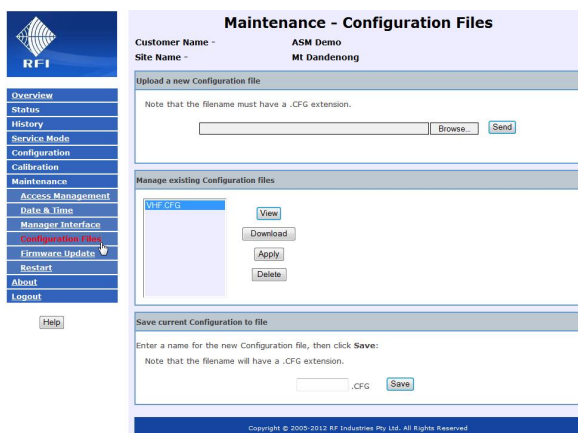 RFI
Overview
Status
History
Service Mode
Configuration
Calibration
Maintenance
Access Management
Date & Time
Manager Interface
Configuration Files
Firmware Update
Restart
About
Logout
Help
Maintenance - Configuration Files
Customer Name - ASM Demo
Site Name - Mt Dandenong
Upload a new Configuration file
Note that the filename must have a .CFG extension.
Browse... Send
Manage existing Configuration files
VHF.CFG
View
Download
Apply
Delete
Save current Configuration to file
Enter a name for the new Configuration file, then click Save:
Note that the filename will have a .CFG extension.
.CFG Save
Copyright © 2005-2012 RF Industries Pty Ltd. All Rights Reserved